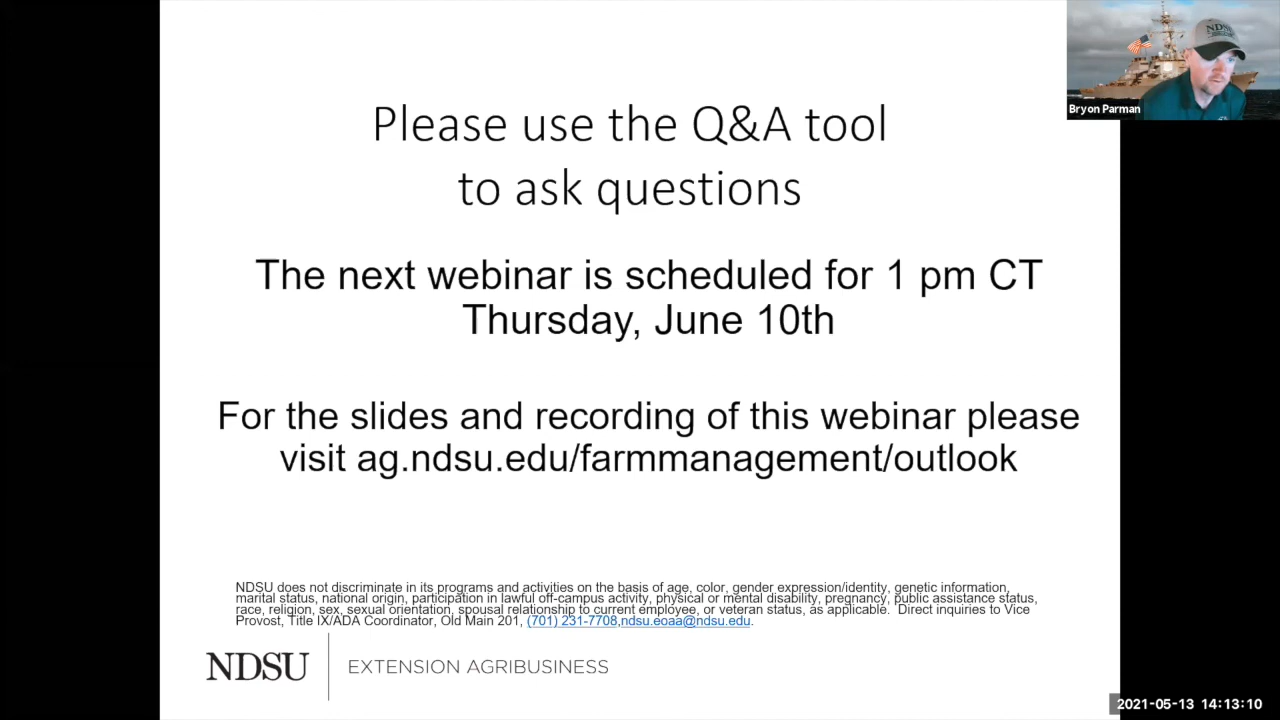 Please use the Q&A tool
to ask questions
The next webinar is scheduled for 1 pm CT
Thursday, June 10th
For the slides and recording of this webinar please
visit ag.ndsu.edu/farmmanagement/outlook
NDSU does not discriminate in its programs and activities on the basis of age, color, gender expression/identity, genetic information,
marital status, national origin, participation in lawful off-campus activity, physical or mental disability, pregnancy, public assistance status,
race, religion, sex, sexual orientation, spousal relationship to current employee, or veteran status, as applicable. Direct inquiries to Vice
Provost, Title IX/ADA Coordinator, Old Main 201, (701) 231-7708,ndsu.eoaa@ndsu.edu.
NDSU EXTENSION AGRIBUSINESS
NDSU
Bryon Parman
2021-05-13 14:13:10